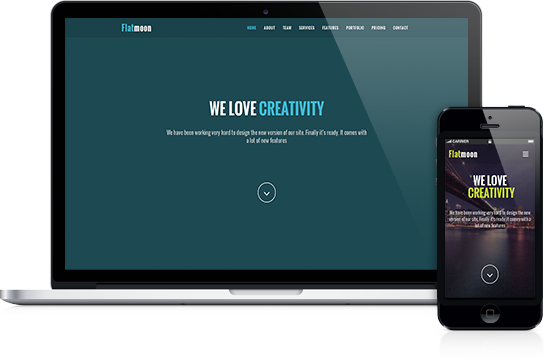 Flatmoon
HOME ABOUT TEAM SERVICES FEATURES PORTFOLIO PRICING CONTACT
WE LOVE CREATIVITY
We have been working very hard to design the new version of our site. Finally it's ready. It comes with
a lot of new features
CARRIER
Flatmoon
WE LOVE
CREATIVITY
We have been working very hard to design the new
version of our site. Finally it's ready. It comes with a
lot of new features